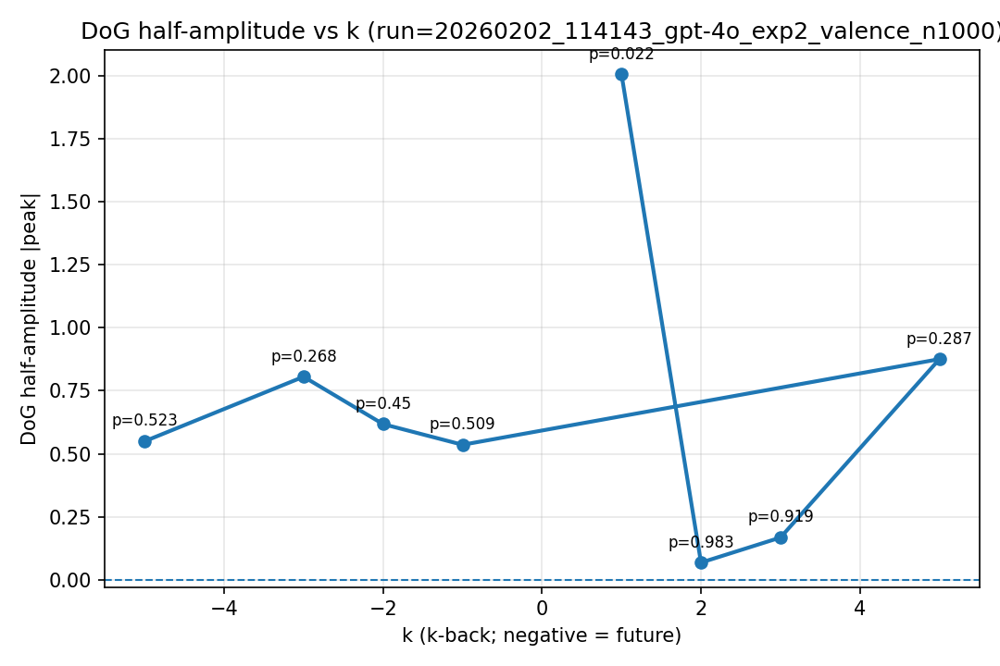 DoG half-amplitude vs k (run=20260202_114143_gpt-4o_exp2_valence_n1000)
p=0.022
2.00
1.75
1.50
1.25
1.00
0.75
0.50
0.25
0.00
DoG half-amplitude |peak|
p=0.287
p=0.268
p=0.45
p=0.523
p=0.509
p=0.919
p=0.983
−4
−2
0
2
4
k (k-back; negative = future)